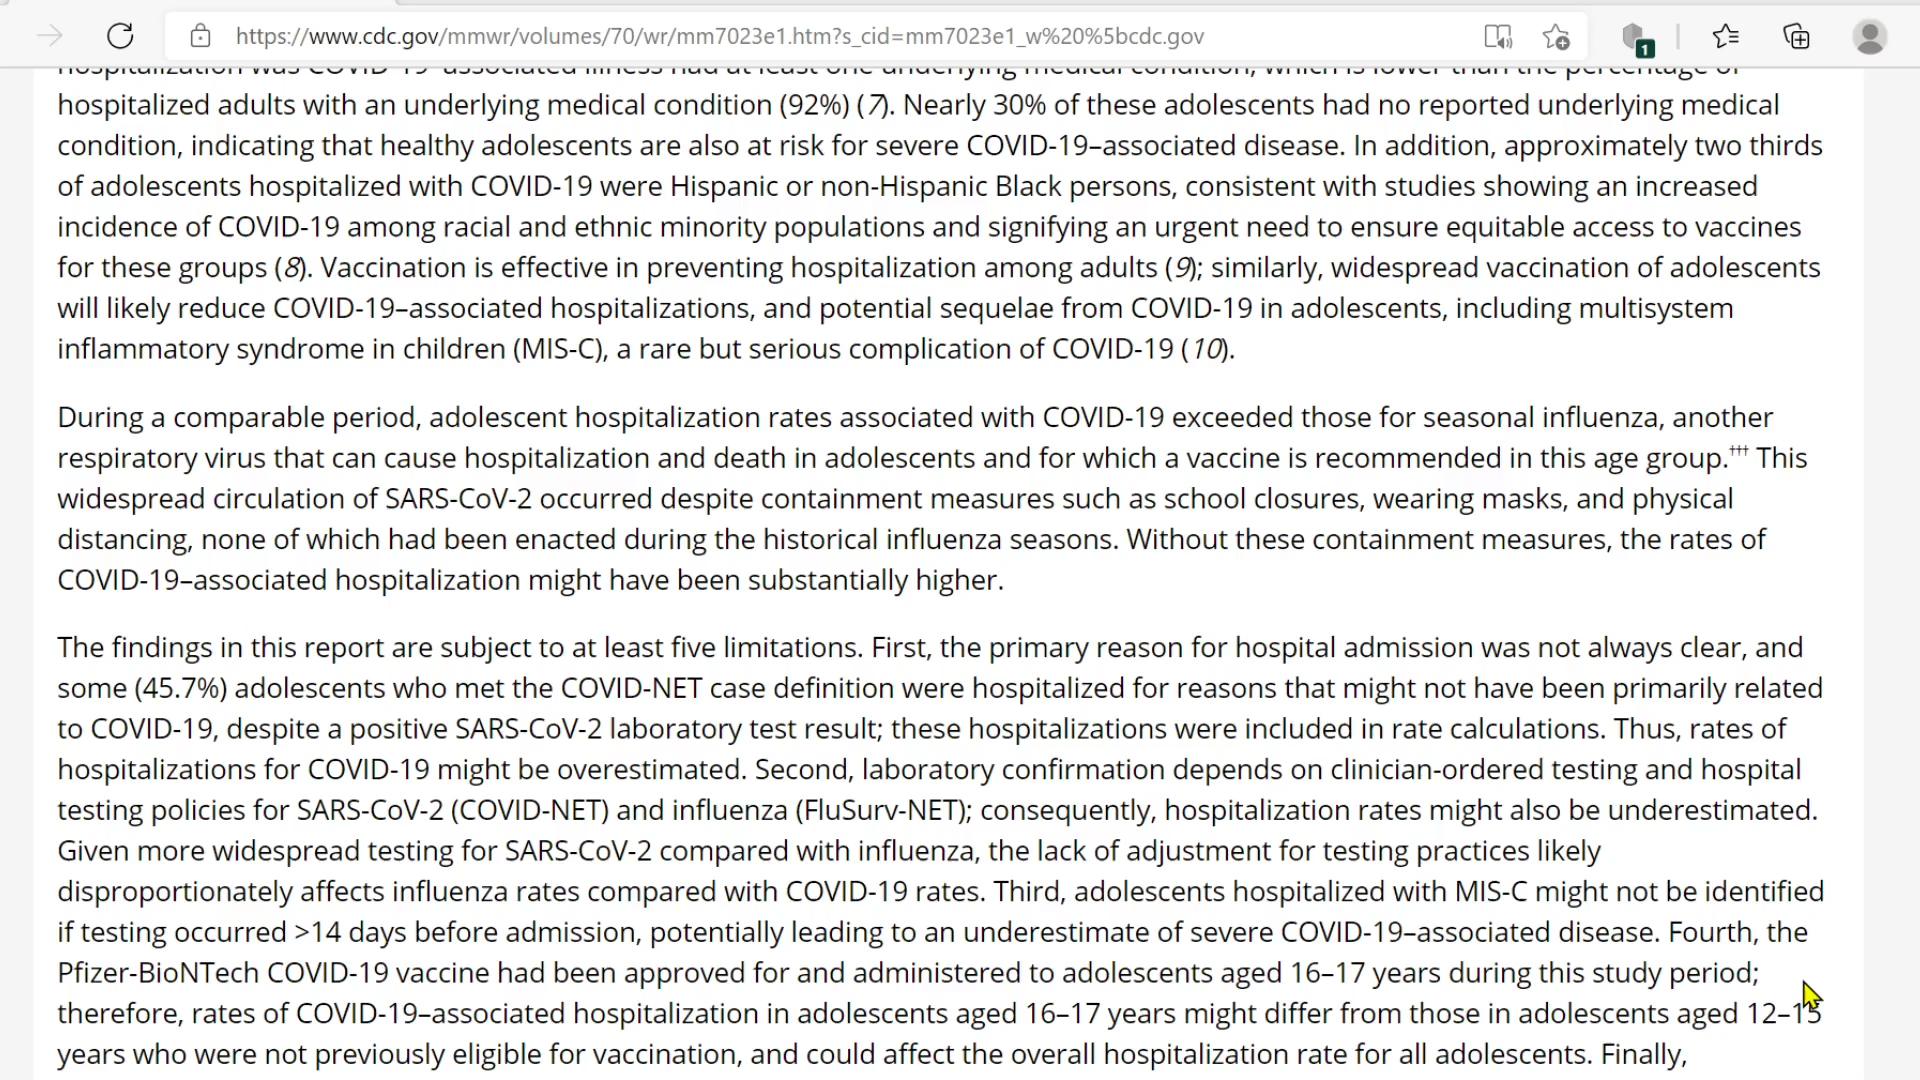 https://www.cdc.gov/mmwr/volumes/70/wr/mm7023e1.htm?s_cid=mm7023e1_w%20%5bcdc.gov
1
hospitalization was COVID-19–associated illness had at least one underlying medical condition, which is lower than the percentage of
hospitalized adults with an underlying medical condition (92%) (7). Nearly 30% of these adolescents had no reported underlying medical
condition, indicating that healthy adolescents are also at risk for severe COVID-19–associated disease. In addition, approximately two thirds
of adolescents hospitalized with COVID-19 were Hispanic or non-Hispanic Black persons, consistent with studies showing an increased
incidence of COVID-19 among racial and ethnic minority populations and signifying an urgent need to ensure equitable access to vaccines
for these groups (8). Vaccination is effective in preventing hospitalization among adults (9); similarly, widespread vaccination of adolescents
will likely reduce COVID-19–associated hospitalizations, and potential sequelae from COVID-19 in adolescents, including multisystem
inflammatory syndrome in children (MIS-C), a rare but serious complication of COVID-19 (10).
During a comparable period, adolescent hospitalization rates associated with COVID-19 exceeded those for seasonal influenza, another
respiratory virus that can cause hospitalization and death in adolescents and for which a vaccine is recommended in this age group.††† This
widespread circulation of SARS-CoV-2 occurred despite containment measures such as school closures, wearing masks, and physical
distancing, none of which had been enacted during the historical influenza seasons. Without these containment measures, the rates of
COVID-19–associated hospitalization might have been substantially higher.
The findings in this report are subject to at least five limitations. First, the primary reason for hospital admission was not always clear, and
some (45.7%) adolescents who met the COVID-NET case definition were hospitalized for reasons that might not have been primarily related
to COVID-19, despite a positive SARS-CoV-2 laboratory test result; these hospitalizations were included in rate calculations. Thus, rates of
hospitalizations for COVID-19 might be overestimated. Second, laboratory confirmation depends on clinician-ordered testing and hospital
testing policies for SARS-CoV-2 (COVID-NET) and influenza (FluSurv-NET); consequently, hospitalization rates might also be underestimated.
Given more widespread testing for SARS-CoV-2 compared with influenza, the lack of adjustment for testing practices likely
disproportionately affects influenza rates compared with COVID-19 rates. Third, adolescents hospitalized with MIS-C might not be identified
if testing occurred >14 days before admission, potentially leading to an underestimate of severe COVID-19–associated disease. Fourth, the
Pfizer-BioNTech COVID-19 vaccine had been approved for and administered to adolescents aged 16–17 years during this study period;
therefore, rates of COVID-19–associated hospitalization in adolescents aged 16–17 years might differ from those in adolescents aged 12–15
years who were not previously eligible for vaccination, and could affect the overall hospitalization rate for all adolescents. Finally,